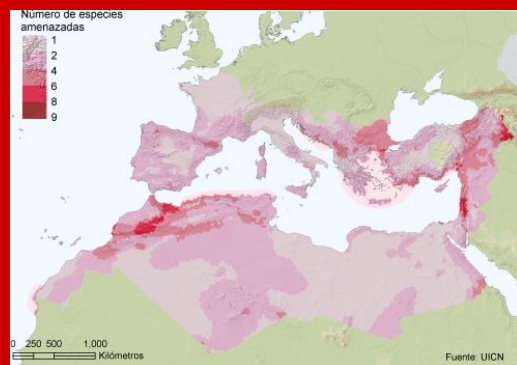 Número de especies
amenazadas
1
2
4
6
8
9
0 250 500 1.000
Kilómetros
Fuente: UICN